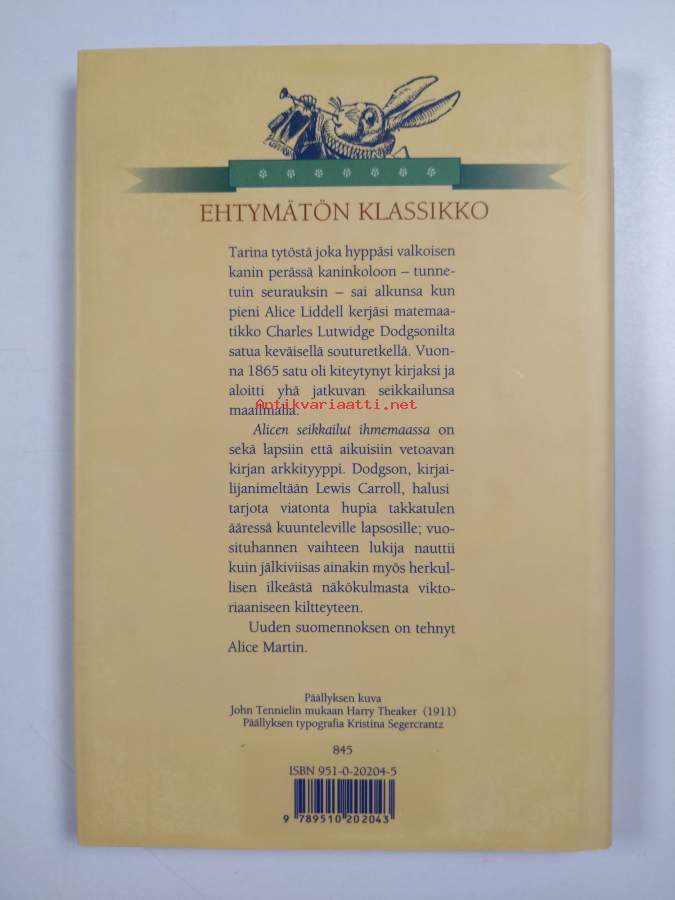 EHTYMÄTÖN KLASSIKKO
Tarina tytöstä joka hyppäsi valkoisen
kanin perässä kaninkoloon – tunne-
tuin seurauksin – sai alkunsa kun
pieni Alice Liddell kerjäsi matemaa-
tikko Charles Lutwidge Dodgsonilta
satua keväisellä souturetkellä. Vuon-
na 1865 satu oli kiteytynyt kirjaksi ja
aloitti yhä jatkuvan seikkailunsa
Antikvariaatti.net
maailmalla.
Alicen seikkailut ihmemaassa on
sekä lapsiin että aikuisiin vetoavan
kirjan arkkityyppi. Dodgson, kirjai-
lijanimeltään Lewis Carroll, halusi
tarjota viatonta hupia takkatulen
ääressä kuunteleville lapsosille; vuo-
situhannen vaihteen lukija nauttii
kuin jälkiviisas ainakin myös herkul-
lisen ilkeästä näkökulmasta vikto-
riaaniseen kiltteyteen.
Uuden suomennoksen on tehnyt
Alice Martin.
Päällyksen kuva
John Tennielin mukaan Harry Theaker (1911)
Päällyksen typografia Kristina Segercrantz
845
ISBN 951-0-20204-5
9 789510 202043